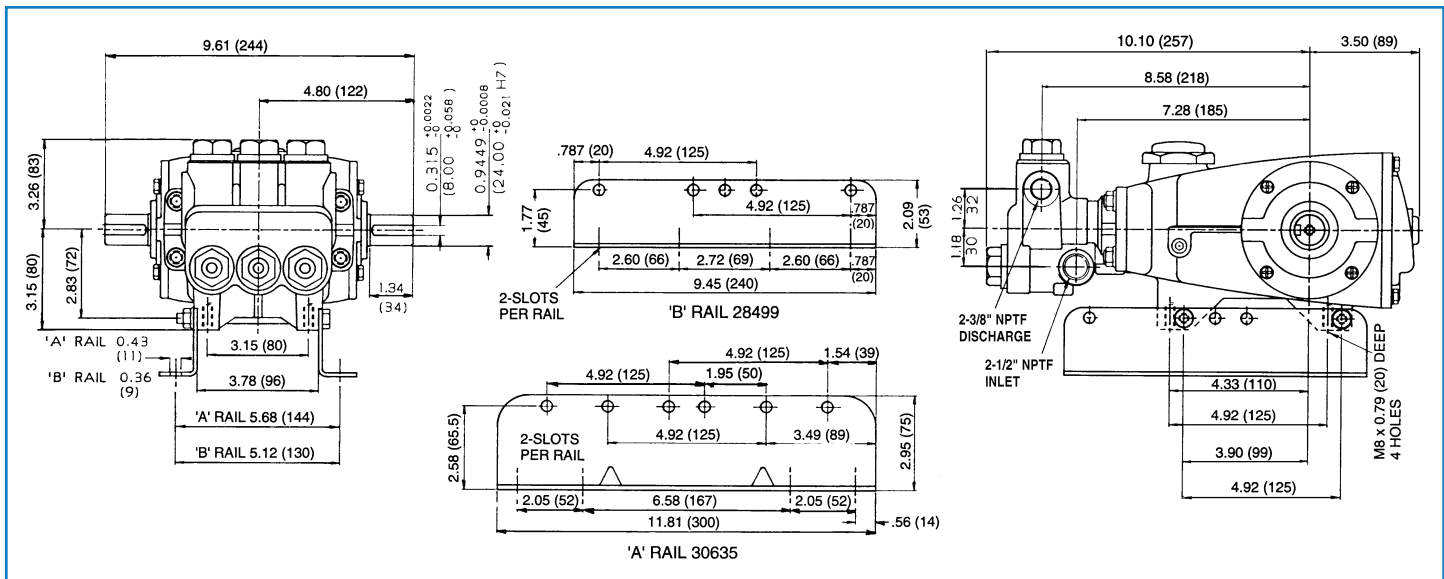 9.61 (244)
4.80 (122)
0.315 +0.0022 -0
(8.00 +0.058 -0)
0.9449 +0 -0.0008
(24.00 +0 -0.021 H7)
3.26 (83)
3.15 (80)
2.83 (72)
1.34
(34)
'A' RAIL 0.43
(11)
'B' RAIL 0.36
(9)
3.15 (80)
3.78 (96)
'A' RAIL 5.68 (144)
'B' RAIL 5.12 (130)
.787 (20)
4.92 (125)
1.77
(45)
4.92 (125)
.787
(20)
2.09
(53)
2-SLOTS
PER RAIL
2.60 (66)
2.72 (69)
2.60 (66)
.787
(20)
9.45 (240)
'B' RAIL 28499
4.92 (125)
1.54 (39)
4.92 (125)
1.95 (50)
2.58 (65.5)
2-SLOTS
PER RAIL
4.92 (125)
3.49 (89)
2.95 (75)
2.05 (52)
6.58 (167)
2.05 (52)
11.81 (300)
.56 (14)
'A' RAIL 30635
10.10 (257)
3.50 (89)
8.58 (218)
7.28 (185)
1.26
32
1.18
30
2-3/8" NPTF
DISCHARGE
2-1/2" NPTF
INLET
4.33 (110)
4.92 (125)
3.90 (99)
4.92 (125)
M8 x 0.79 (20) DEEP
4 HOLES